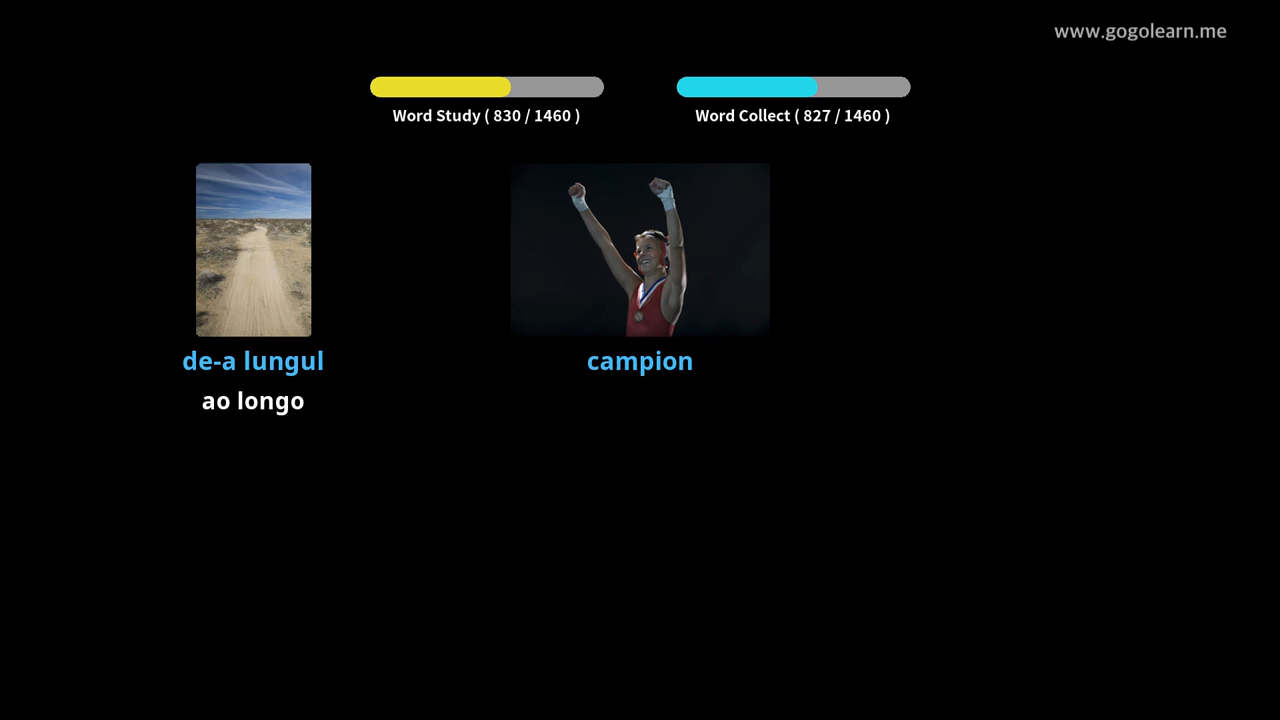 www.gogolearn.me
Word Study ( 830 / 1460 )
Word Collect ( 827 / 1460 )
de-a lungul
ao longo
campion